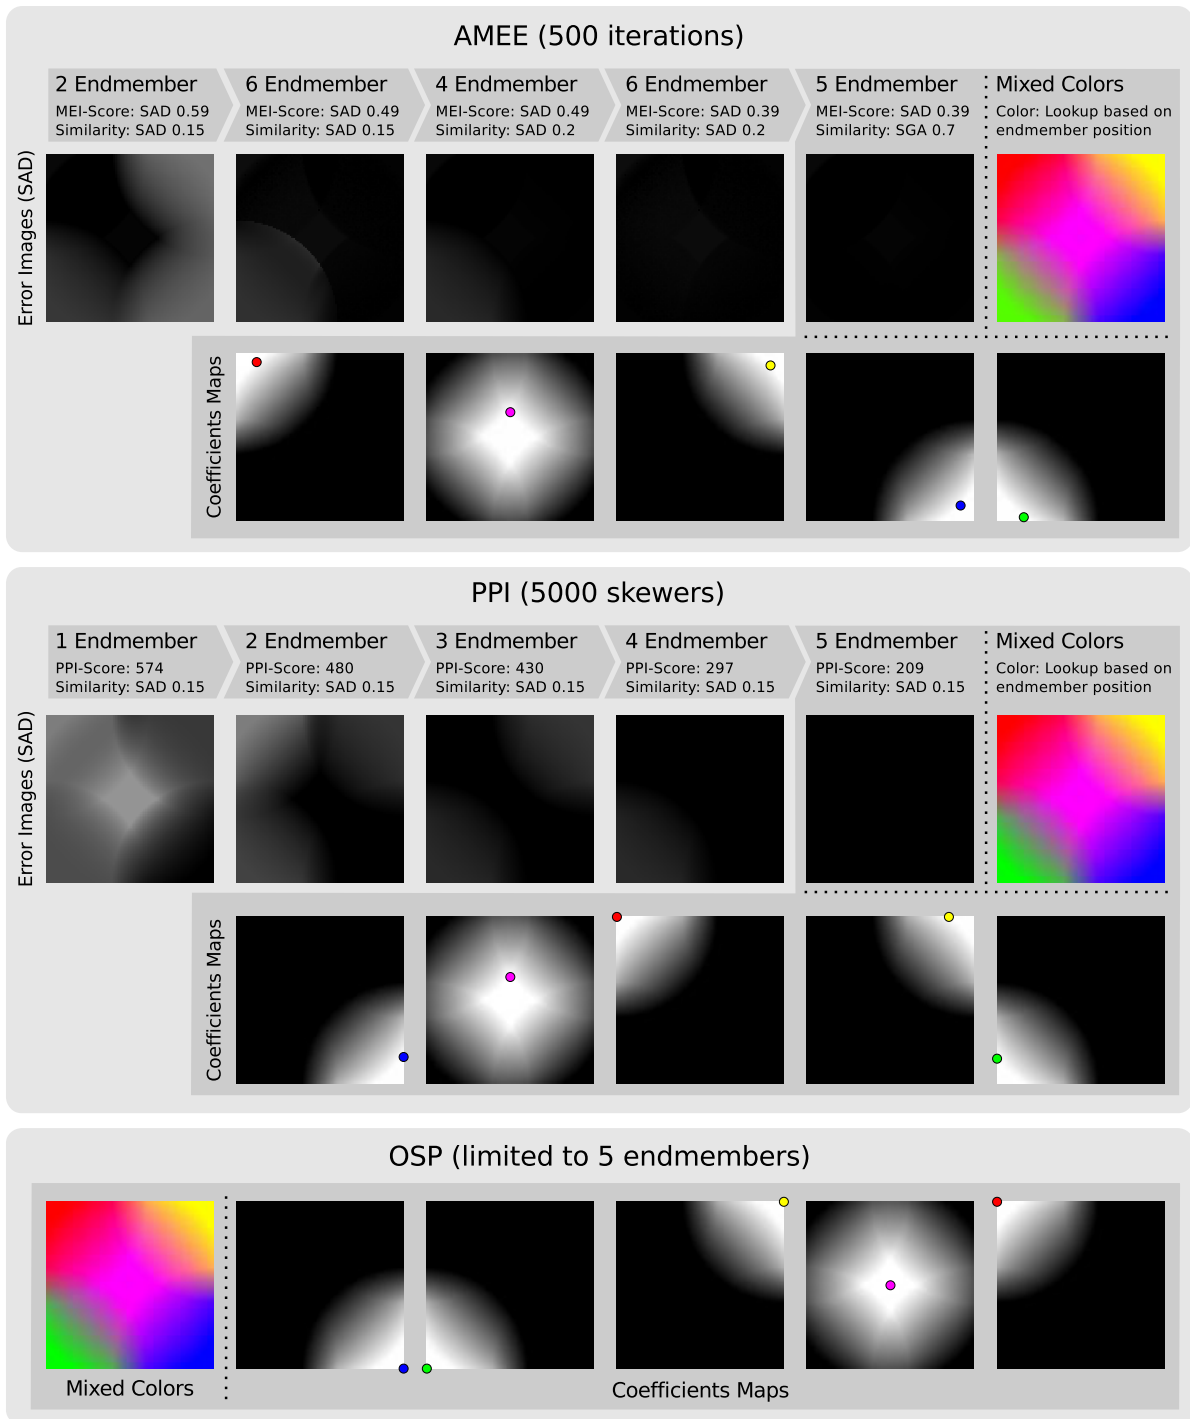 AMEE (500 iterations)
2 Endmember
MEI-Score: SAD 0.59
Similarity: SAD 0.15
6 Endmember
MEI-Score: SAD 0.49
Similarity: SAD 0.15
4 Endmember
MEI-Score: SAD 0.49
Similarity: SAD 0.2
6 Endmember
MEI-Score: SAD 0.39
Similarity: SAD 0.2
5 Endmember
MEI-Score: SAD 0.39
Similarity: SGA 0.7
Mixed Colors
Color: Lookup based on
endmember position
Error Images (SAD)
Coefficients Maps
PPI (5000 skewers)
1 Endmember
PPI-Score: 574
Similarity: SAD 0.15
2 Endmember
PPI-Score: 480
Similarity: SAD 0.15
3 Endmember
PPI-Score: 430
Similarity: SAD 0.15
4 Endmember
PPI-Score: 297
Similarity: SAD 0.15
5 Endmember
PPI-Score: 209
Similarity: SAD 0.15
Mixed Colors
Color: Lookup based on
endmember position
Error Images (SAD)
Coefficients Maps
OSP (limited to 5 endmembers)
Mixed Colors
Coefficients Maps